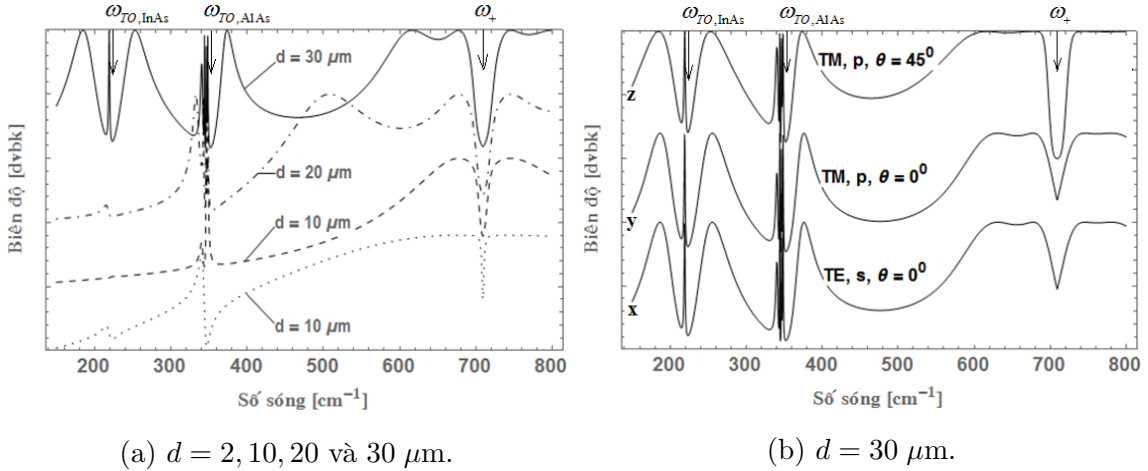 ω_TO,InAs ω_TO,AlAs ω_+
d = 30 µm
d = 20 µm
d = 10 µm
d = 10 µm
Biên độ [đvbk]
200 300 400 500 600 700 800
Số sóng [cm⁻¹]
(a) d = 2, 10, 20 và 30 µm.
ω_TO,InAs ω_TO,AlAs ω_+
TM, p, θ = 45⁰
z
TM, p, θ = 0⁰
y
TE, s, θ = 0⁰
x
Biên độ [đvbk]
200 300 400 500 600 700 800
Số sóng [cm⁻¹]
(b) d = 30 µm.